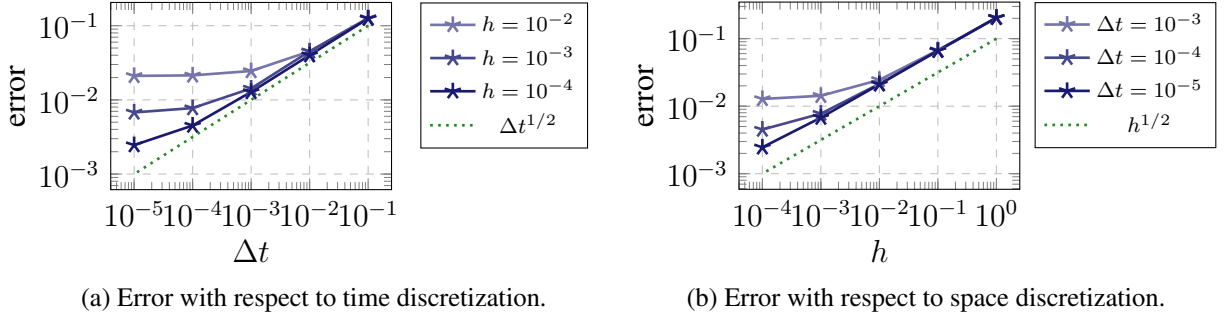 error
10^{-1}
10^{-2}
10^{-3}
10^{-5} 10^{-4} 10^{-3} 10^{-2} 10^{-1}
Δt
h = 10^{-2}
h = 10^{-3}
h = 10^{-4}
Δt^{1/2}
(a) Error with respect to time discretization.
error
10^{-1}
10^{-2}
10^{-3}
10^{-4} 10^{-3} 10^{-2} 10^{-1} 10^{0}
h
Δt = 10^{-3}
Δt = 10^{-4}
Δt = 10^{-5}
h^{1/2}
(b) Error with respect to space discretization.